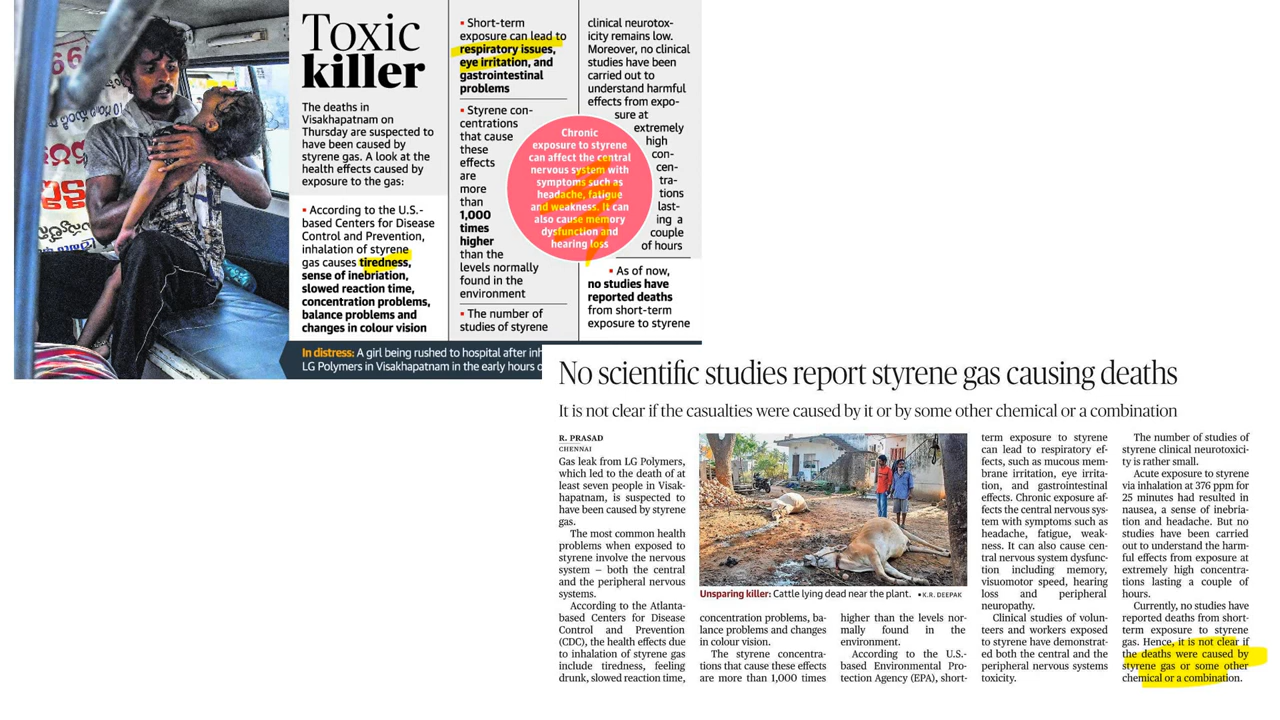 Toxic
killer
The deaths in
Visakhapatnam on
Thursday are suspected to
have been caused by
styrene gas. A look at the
health effects caused by
exposure to the gas:
▪ According to the U.S.-
based Centers for Disease
Control and Prevention,
inhalation of styrene
gas causes tiredness,
sense of inebriation,
slowed reaction time,
concentration problems,
balance problems and
changes in colour vision
▪ Short-term
exposure can lead to
respiratory issues,
eye irritation, and
gastrointestinal
problems
▪ Styrene con-
centrations
that cause
these
effects
are
more
than
1,000
times
higher
than the
levels normally
found in the
environment
▪ The number of
studies of styrene
clinical neurotox-
icity remains low.
Moreover, no clinical
studies have been
carried out to
understand harmful
effects from expo-
sure at
extremely
high
con-
cen-
tra-
tions
last-
ing a
couple
of hours
▪ As of now,
no studies have
reported deaths
from short-term
exposure to styrene
Chronic
exposure to styrene
can affect the central
nervous system with
symptoms such as
headache, fatigue
and weakness. It can
also cause memory
dysfunction and
hearing loss
In distress: A girl being rushed to hospital after inh
LG Polymers in Visakhapatnam in the early hours o
No scientific studies report styrene gas causing deaths
It is not clear if the casualties were caused by it or by some other chemical or a combination
R. PRASAD
CHENNAI
Gas leak from LG Polymers,
which led to the death of at
least seven people in Visak-
hapatnam, is suspected to
have been caused by styrene
gas.
The most common health
problems when exposed to
styrene involve the nervous
system – both the central
and the peripheral nervous
systems.
According to the Atlanta-
based Centers for Disease
Control and Prevention
(CDC), the health effects due
to inhalation of styrene gas
include tiredness, feeling
drunk, slowed reaction time,
Unsparing killer: Cattle lying dead near the plant. ▪K.R. DEEPAK
concentration problems, ba-
lance problems and changes
in colour vision.
The styrene concentra-
tions that cause these effects
are more than 1,000 times
higher than the levels nor-
mally found in the
environment.
According to the U.S.-
based Environmental Pro-
tection Agency (EPA), short-
term exposure to styrene
can lead to respiratory ef-
fects, such as mucous mem-
brane irritation, eye irrita-
tion, and gastrointestinal
effects. Chronic exposure af-
fects the central nervous sys-
tem with symptoms such as
headache, fatigue, weak-
ness. It can also cause cen-
tral nervous system dysfunc-
tion including memory,
visuomotor speed, hearing
loss and peripheral
neuropathy.
Clinical studies of volun-
teers and workers exposed
to styrene have demonstrat-
ed both the central and the
peripheral nervous systems
toxicity.
The number of studies of
styrene clinical neurotoxici-
ty is rather small.
Acute exposure to styrene
via inhalation at 376 ppm for
25 minutes had resulted in
nausea, a sense of inebria-
tion and headache. But no
studies have been carried
out to understand the harm-
ful effects from exposure at
extremely high concentra-
tions lasting a couple of
hours.
Currently, no studies have
reported deaths from short-
term exposure to styrene
gas. Hence, it is not clear if
the deaths were caused by
styrene gas or some other
chemical or a combination.